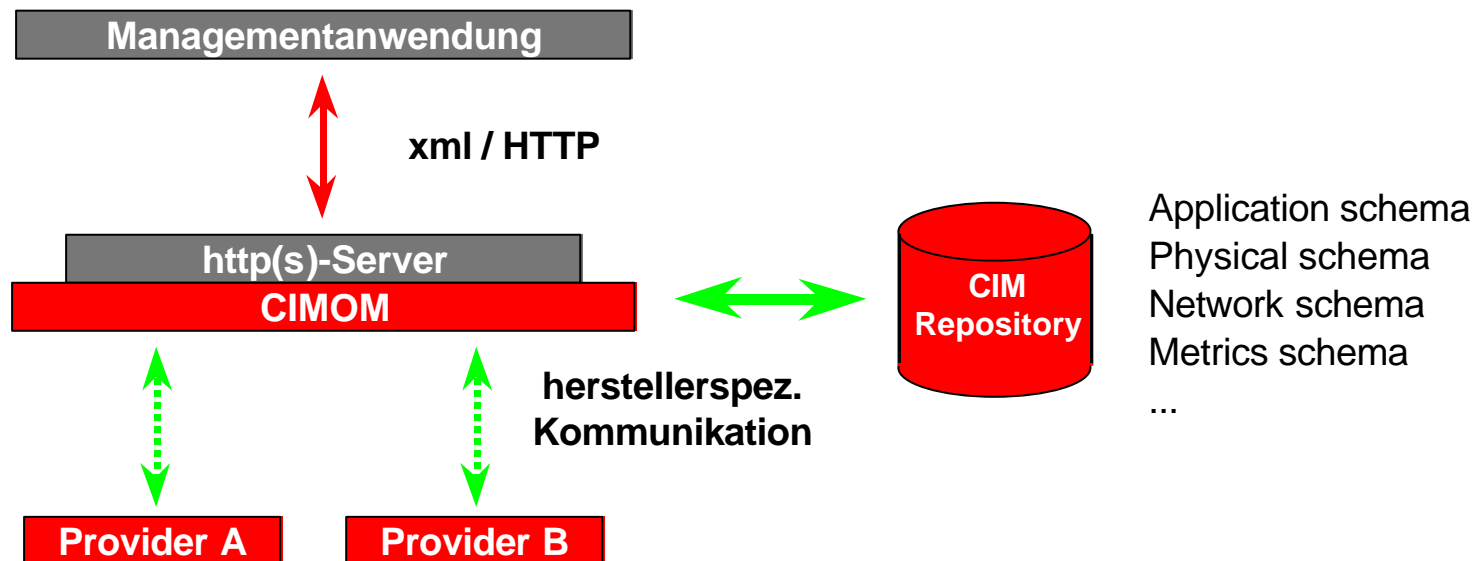 Managementanwendung
xml / HTTP
http(s)-Server
CIMOM
CIM
Repository
Application schema
Physical schema
Network schema
Metrics schema
...
herstellerspez.
Kommunikation
Provider A
Provider B